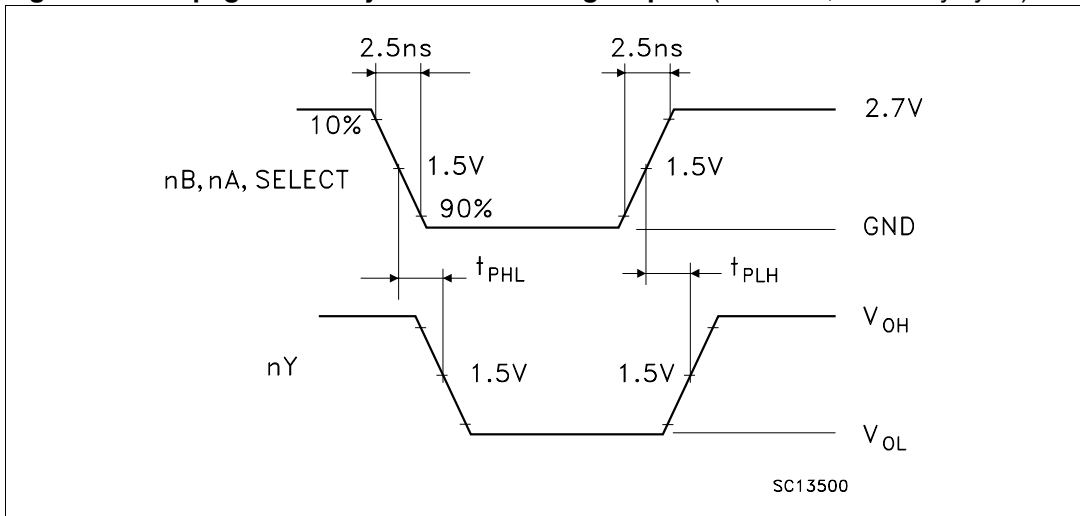 2.5ns 2.5ns
10% 2.7V
nB, nA, SELECT 1.5V 1.5V
90% GND
tPHL tPLH
VOH
nY 1.5V 1.5V
VOL
SC13500